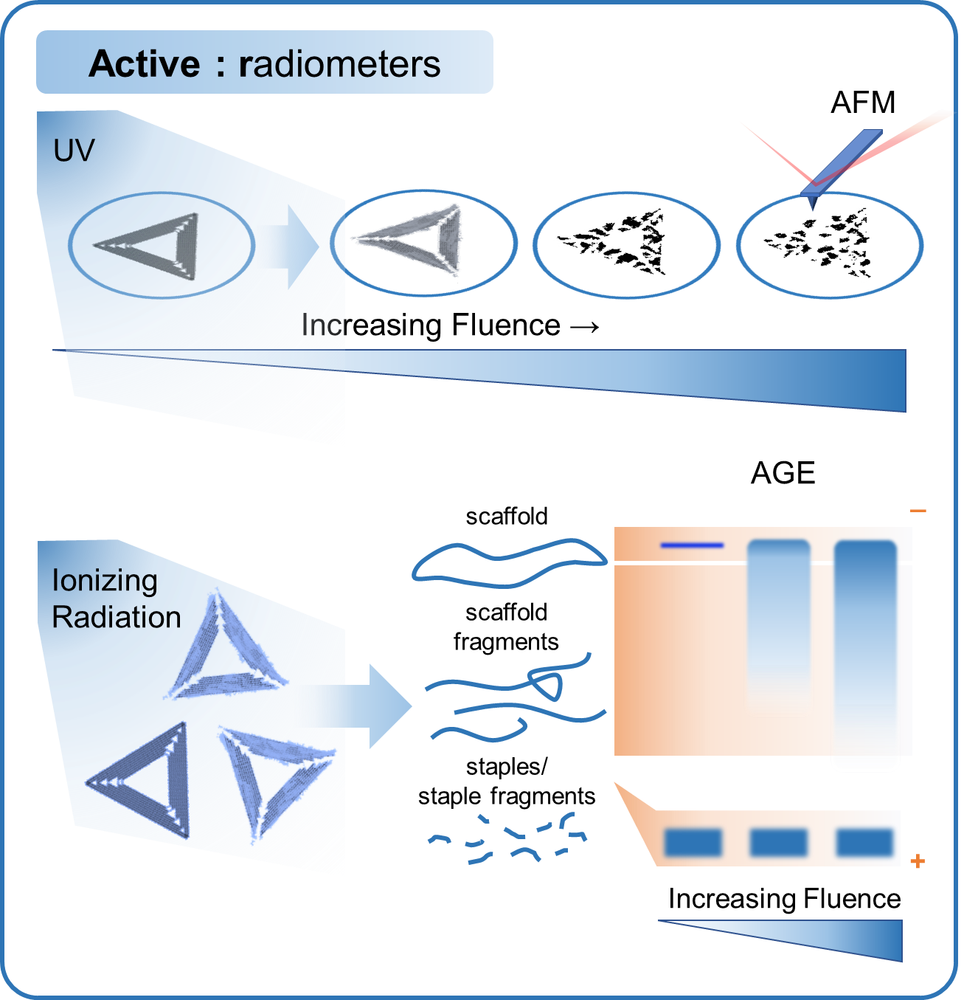 Active : radiometers
AFM
UV
Increasing Fluence →
AGE
–
scaffold
Ionizing
Radiation
scaffold
fragments
staples/
staple fragments
+
Increasing Fluence